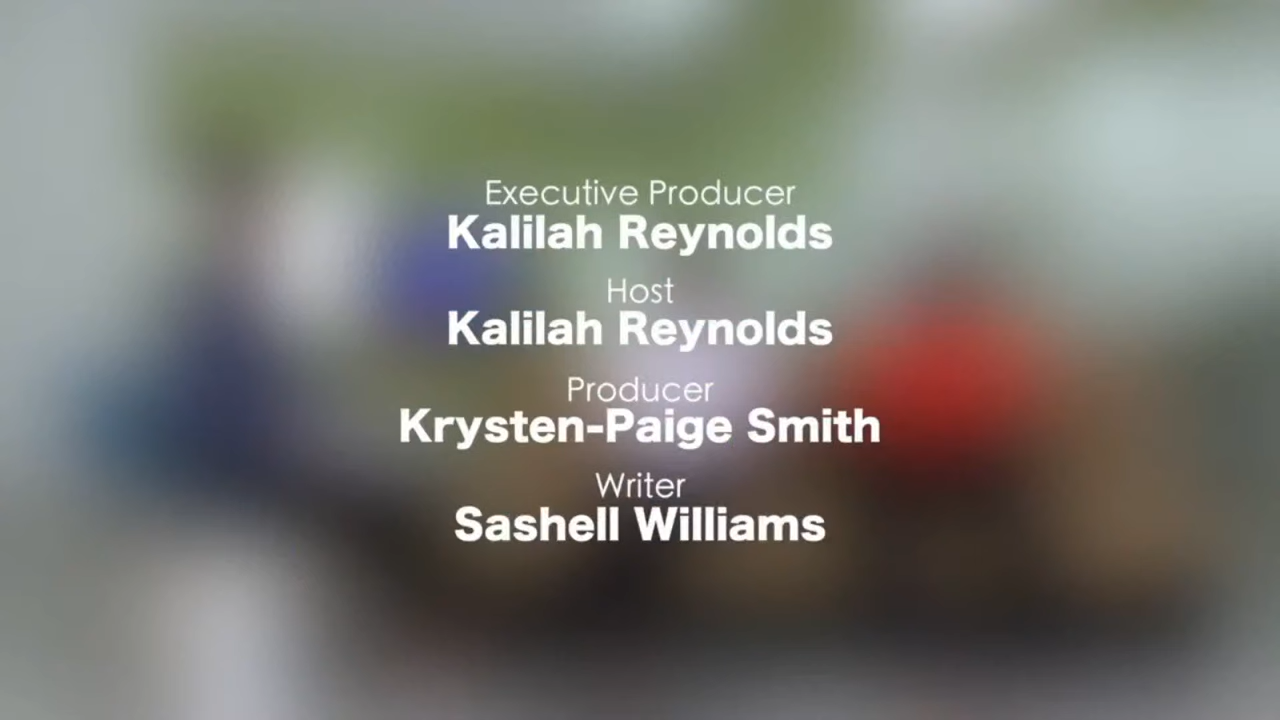 Executive Producer
Kalilah Reynolds
Host
Kalilah Reynolds
Producer
Krysten-Paige Smith
Writer
Sashell Williams